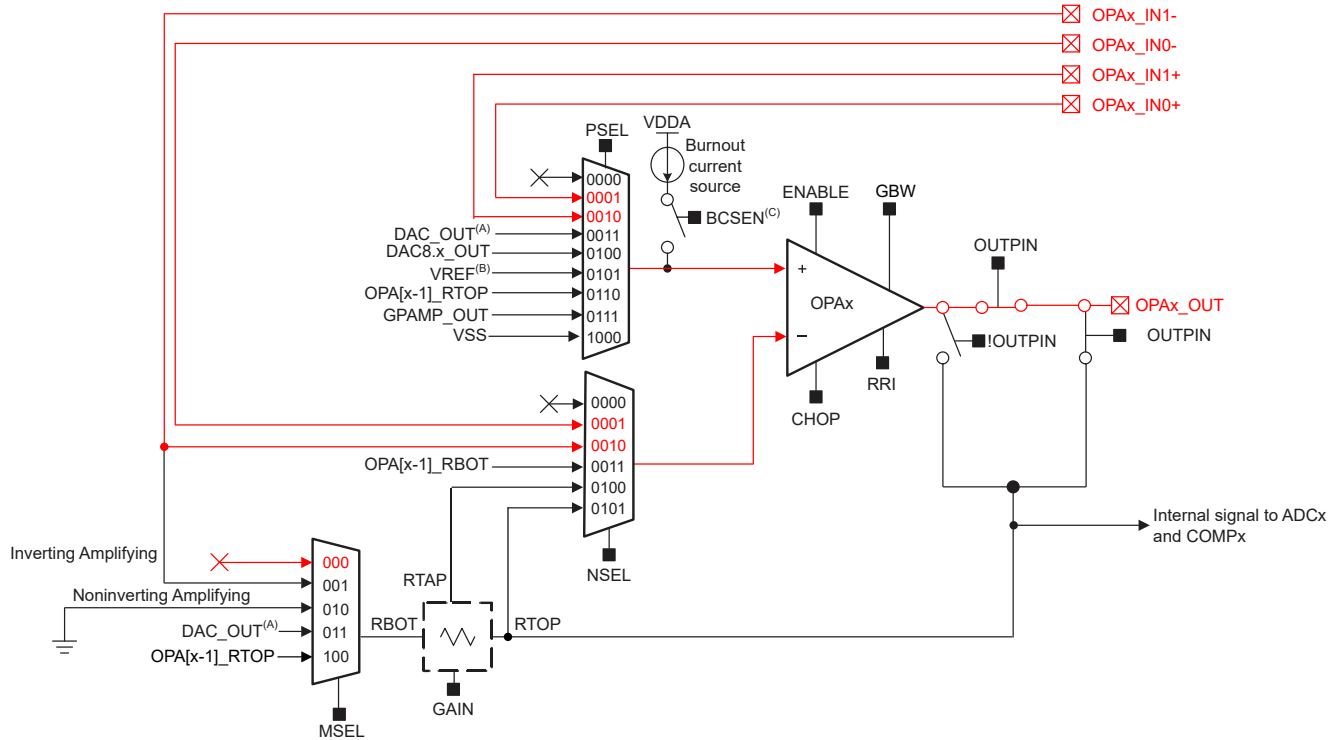 OPAx_IN1-
OPAx_IN0-
OPAx_IN1+
OPAx_IN0+
PSEL
VDDA
Burnout
current
source
BCSEN(C)
ENABLE
GBW
0000
0001
0010
DAC_OUT(A)
0011
DAC8.x_OUT
0100
VREF(B)
0101
OPA[x-1]_RTOP
0110
GPAMP_OUT
0111
VSS
1000
+
OPAx
−
CHOP
RRI
OUTPIN
OPAx_OUT
!OUTPIN
OUTPIN
0000
0001
0010
OPA[x-1]_RBOT
0011
0100
0101
NSEL
Internal signal to ADCx
and COMPx
Inverting Amplifying
000
001
Noninverting Amplifying
010
DAC_OUT(A)
011
OPA[x-1]_RTOP
100
MSEL
RBOT
RTAP
RTOP
GAIN